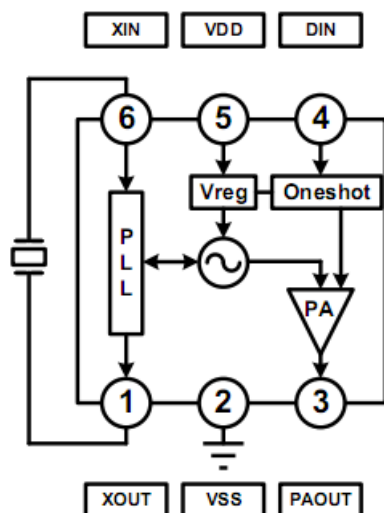 XIN VDD DIN
6 5 4
Vreg Oneshot
P
L
L
PA
1 2 3
XOUT VSS PAOUT